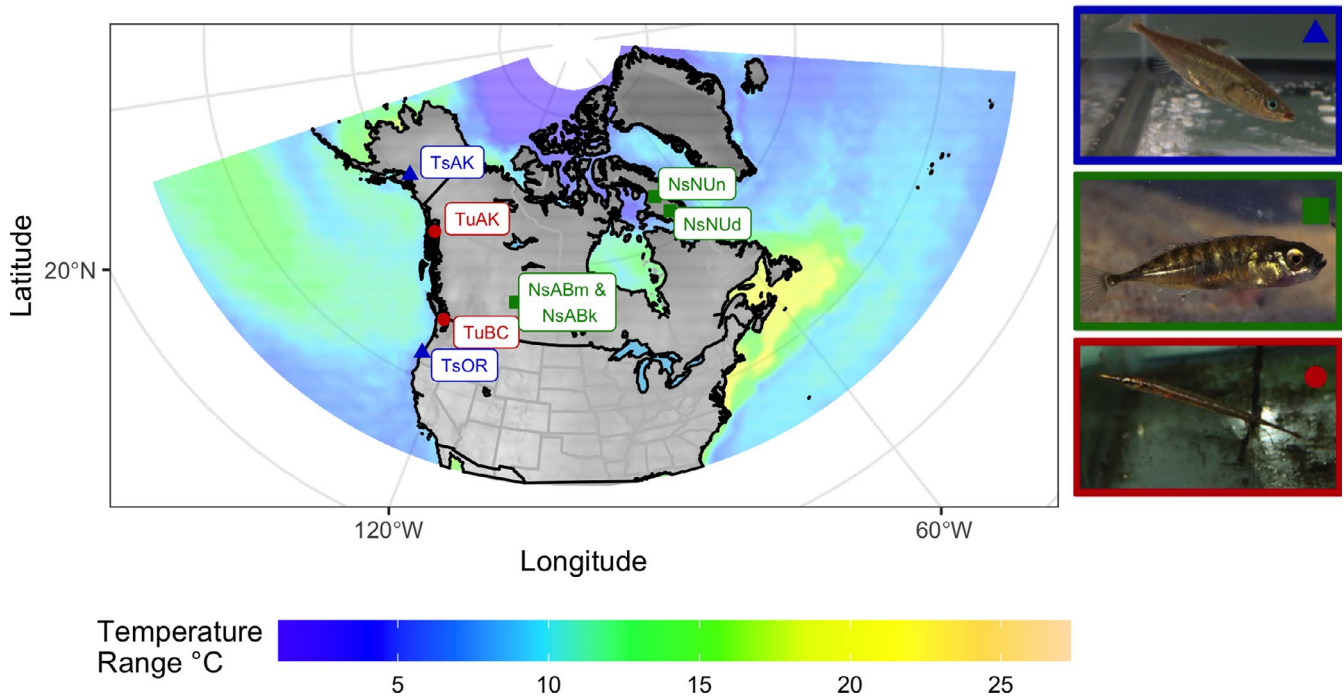 Latitude
20°N
TsAK
TuAK
NsNUn
NsNUd
NsABm &
NsABk
TuBC
TsOR
120°W
60°W
Longitude
Temperature
Range °C
5
10
15
20
25